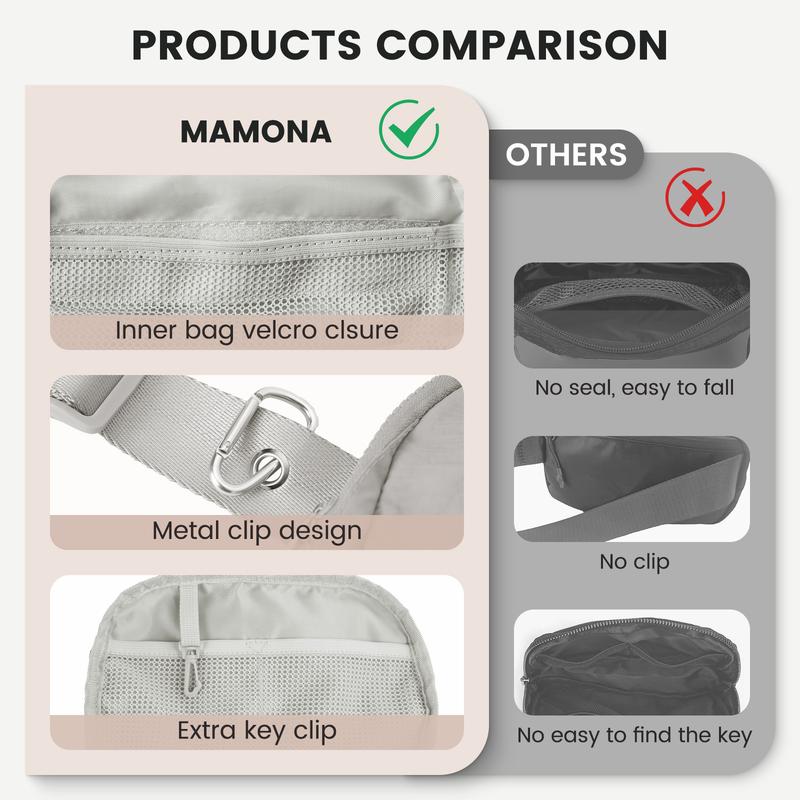 PRODUCTS COMPARISON
MAMONA
Inner bag velcro clsure
Metal clip design
Extra key clip
OTHERS
No seal, easy to fall
No clip
No easy to find the key